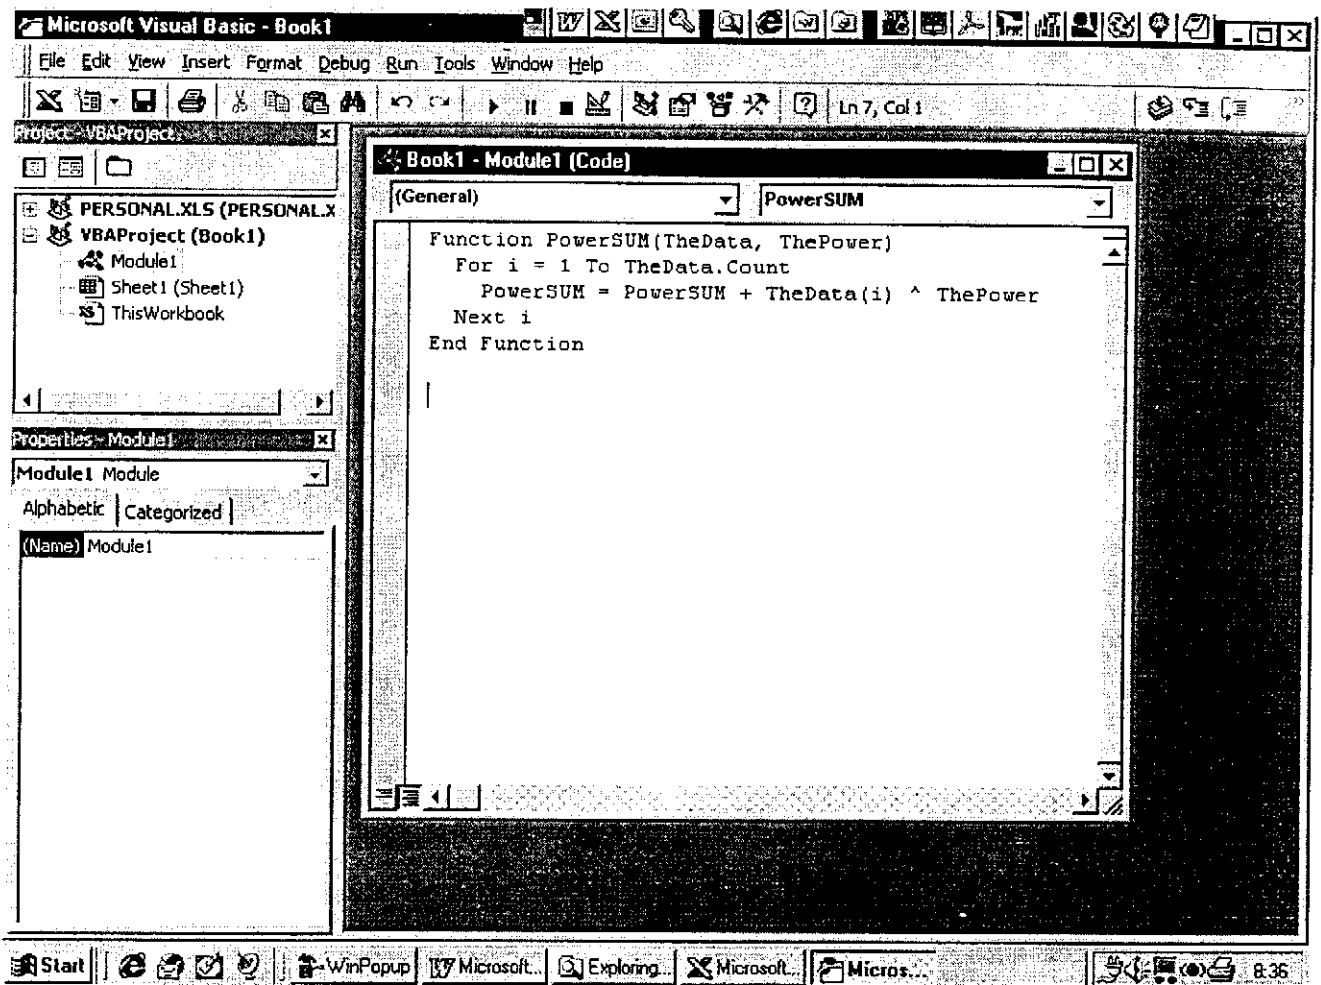 Microsoft Visual Basic - Book1
File Edit View Insert Format Debug Run Tools Window Help
Ln 7, Col 1
Project - VBAProject
PERSONAL.XLS (PERSONAL.X
VBAProject (Book1)
Module1
Sheet1 (Sheet1)
ThisWorkbook
Properties - Module1
Module1 Module
Alphabetic Categorized
(Name) Module1
Book1 - Module1 (Code)
(General) PowerSUM
Function PowerSUM(TheData, ThePower)
For i = 1 To TheData.Count
PowerSUM = PowerSUM + TheData(i) ^ ThePower
Next i
End Function
Start WinPopup Microsoft... Exploring... Microsoft... Micros... 8:36